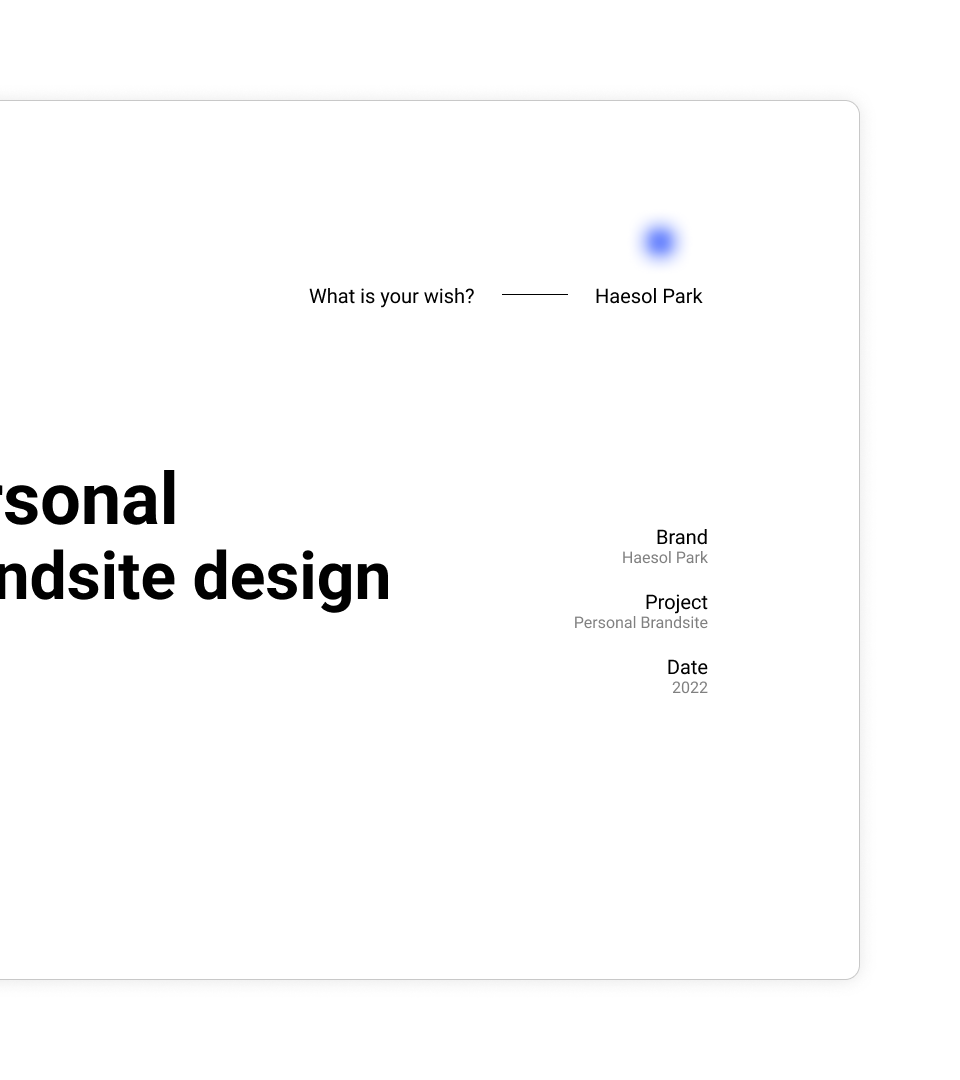 What is your wish? Haesol Park
rsonal
ndsite design
Brand
Haesol Park
Project
Personal Brandsite
Date
2022